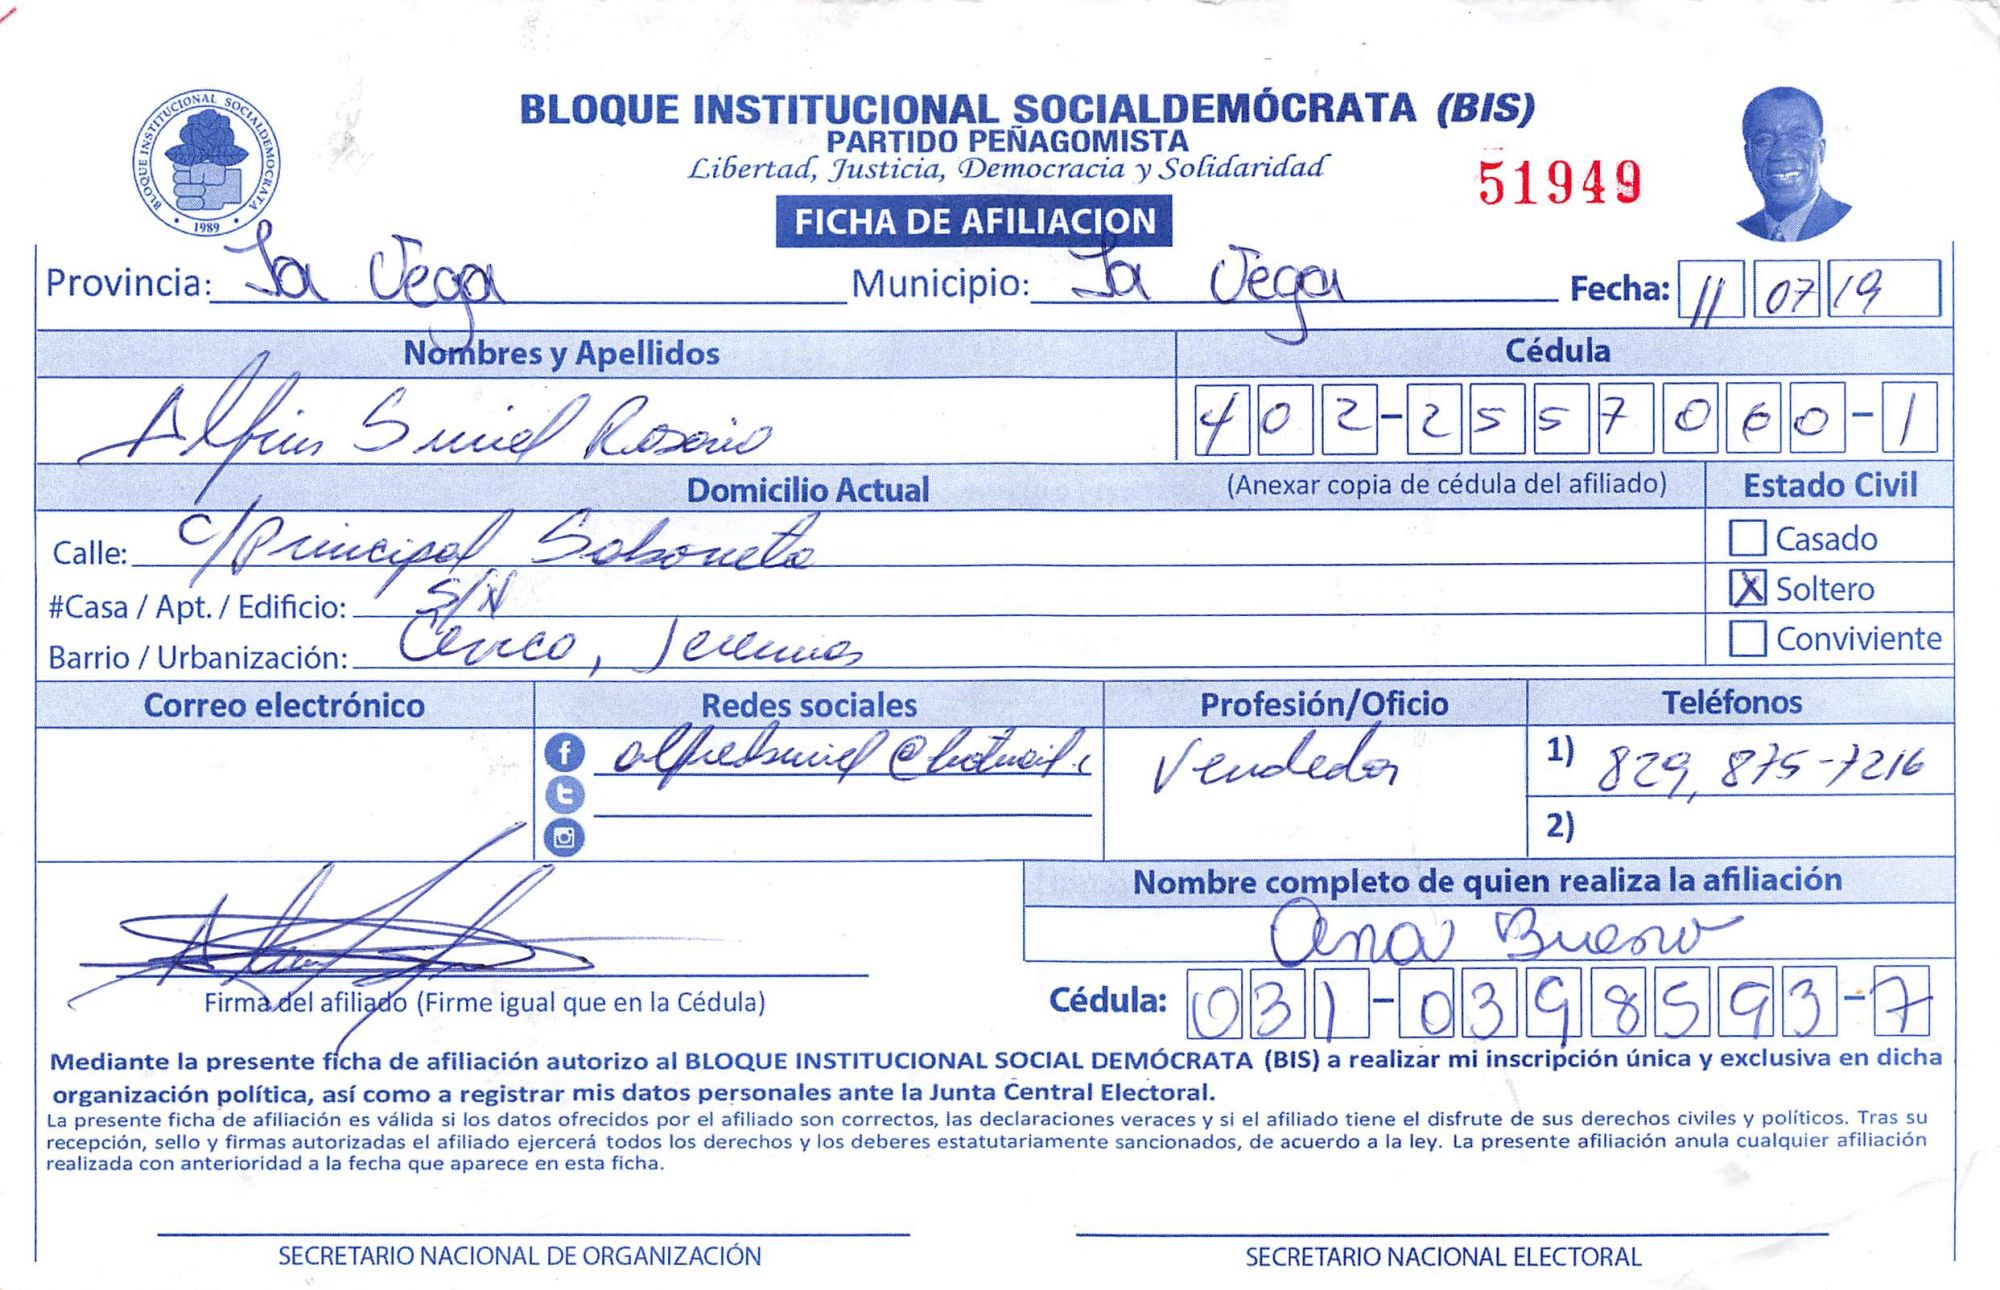 BLOQUE INSTITUCIONAL SOCIALDEMÓCRATA
1989
BLOQUE INSTITUCIONAL SOCIALDEMÓCRATA (BIS)
PARTIDO PEÑAGOMISTA
Libertad, Justicia, Democracia y Solidaridad
51949
FICHA DE AFILIACION
Provincia: La Vega Municipio: La Vega Fecha: 11 07 19
Nombres y Apellidos Cédula
Suriel Rosario 402-2557060-1
Domicilio Actual (Anexar copia de cédula del afiliado) Estado Civil
Calle: C/Principal Saboneta Casado
#Casa / Apt. / Edificio: S/N X Soltero
Barrio / Urbanización: Conviviente
Correo electrónico Redes sociales Profesión/Oficio Teléfonos
alfredsuriel@hotmail.c Vendedor 1) 829, 875-7216
2)
Nombre completo de quien realiza la afiliación
Ana Bueno
Firma del afiliado (Firme igual que en la Cédula) Cédula: 031-0398593-7
Mediante la presente ficha de afiliación autorizo al BLOQUE INSTITUCIONAL SOCIAL DEMÓCRATA (BIS) a realizar mi inscripción única y exclusiva en dicha
organización política, así como a registrar mis datos personales ante la Junta Central Electoral.
La presente ficha de afiliación es válida si los datos ofrecidos por el afiliado son correctos, las declaraciones veraces y si el afiliado tiene el disfrute de sus derechos civiles y políticos. Tras su
recepción, sello y firmas autorizadas el afiliado ejercerá todos los derechos y los deberes estatutariamente sancionados, de acuerdo a la ley. La presente afiliación anula cualquier afiliación
realizada con anterioridad a la fecha que aparece en esta ficha.
SECRETARIO NACIONAL DE ORGANIZACIÓN SECRETARIO NACIONAL ELECTORAL